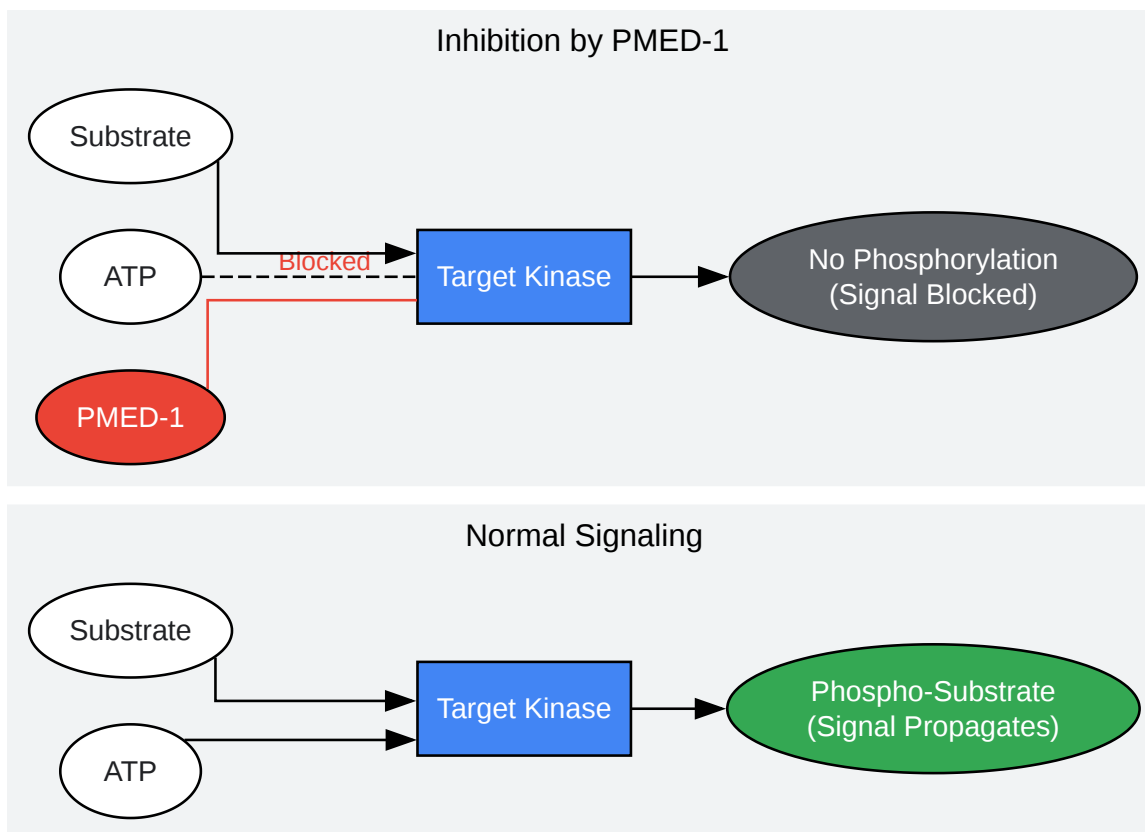 Inhibition by PMED-1
Substrate
Blocked
ATP
Target Kinase
No Phosphorylation
(Signal Blocked)
PMED-1
Normal Signaling
Substrate
Target Kinase
Phospho-Substrate
(Signal Propagates)
ATP